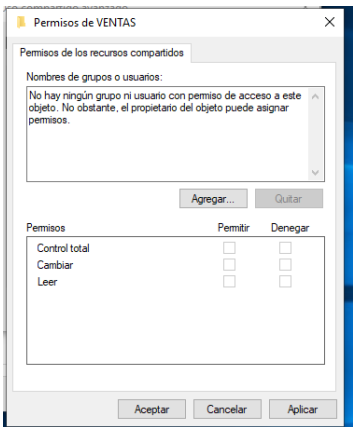 Permisos de VENTAS
Permisos de los recursos compartidos
Nombres de grupos o usuarios:
No hay ningún grupo ni usuario con permiso de acceso a este
objeto. No obstante, el propietario del objeto puede asignar
permisos.
Agregar... Quitar
Permisos Permitir Denegar
Control total
Cambiar
Leer
Aceptar Cancelar Aplicar